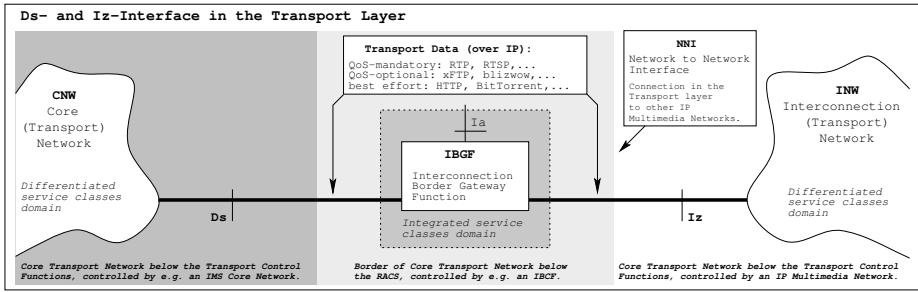 Ds- and Iz-Interface in the Transport Layer
Transport Data (over IP):
QoS-mandatory: RTP, RTSP,...
QoS-optional: xFTP, blizwow,...
best effort: HTTP, BitTorrent,...
NNI
Network to Network
Interface
Connection in the
Transport layer
to other IP
Multimedia Networks.
CNW
Core
(Transport)
Network
Differentiated
service classes
domain
Ds
Ia
IBGF
Interconnection
Border Gateway
Function
Integrated service
classes domain
Iz
INW
Interconnection
(Transport)
Network
Differentiated
service classes
domain
Core Transport Network below the Transport Control
Functions, controlled by e.g. an IMS Core Network.
Border of Core Transport Network below
the RACS, controlled by e.g. an IBCF.
Core Transport Network below the Transport Control
Functions, controlled by an IP Multimedia Network.